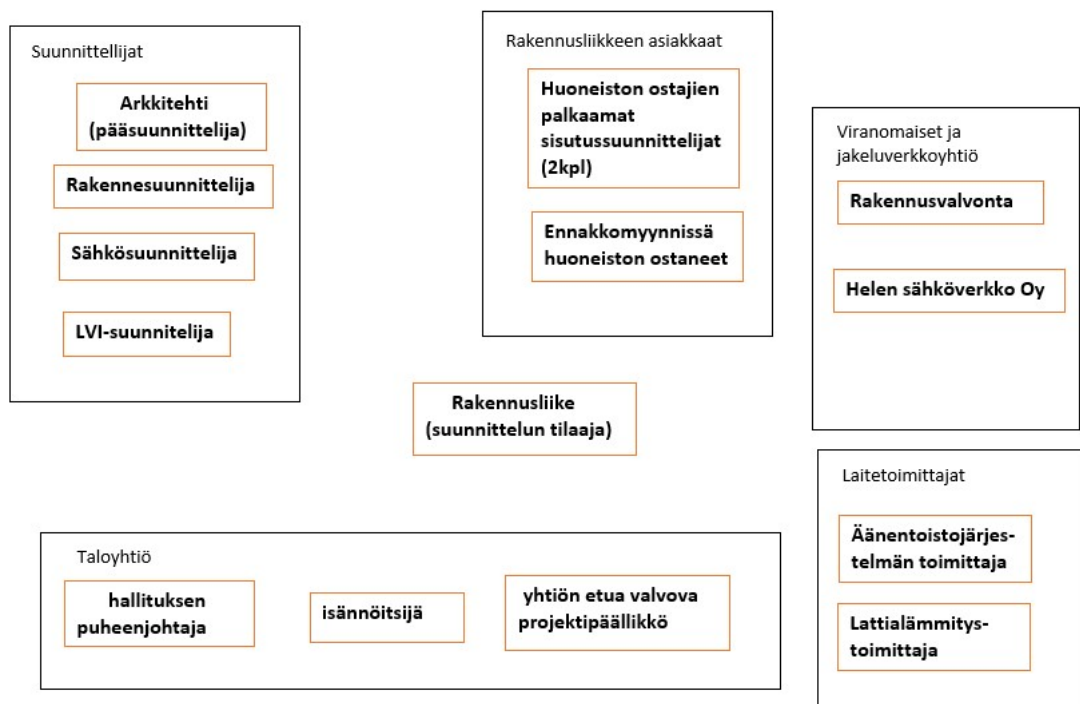 Suunnittellijat
Arkkitehti
(pääsuunnittelija)
Rakennesuunnittelija
Sähkösuunnittelija
LVI-suunnitelija
Rakennusliikkeen asiakkaat
Huoneiston ostajien
palkaamat
sisutussuunnittelijat
(2kpl)
Ennakkomyynnissä
huoneiston ostaneet
Viranomaiset ja
jakeluverkkoyhtiö
Rakennusvalvonta
Helen sähköverkko Oy
Rakennusliike
(suunnittelun tilaaja)
Laitetoimittajat
Äänentoistojärjes-
telmän toimittaja
Lattialämmitys-
toimittaja
Taloyhtiö
hallituksen
puheenjohtaja
isännöitsijä
yhtiön etua valvova
projektipäällikkö